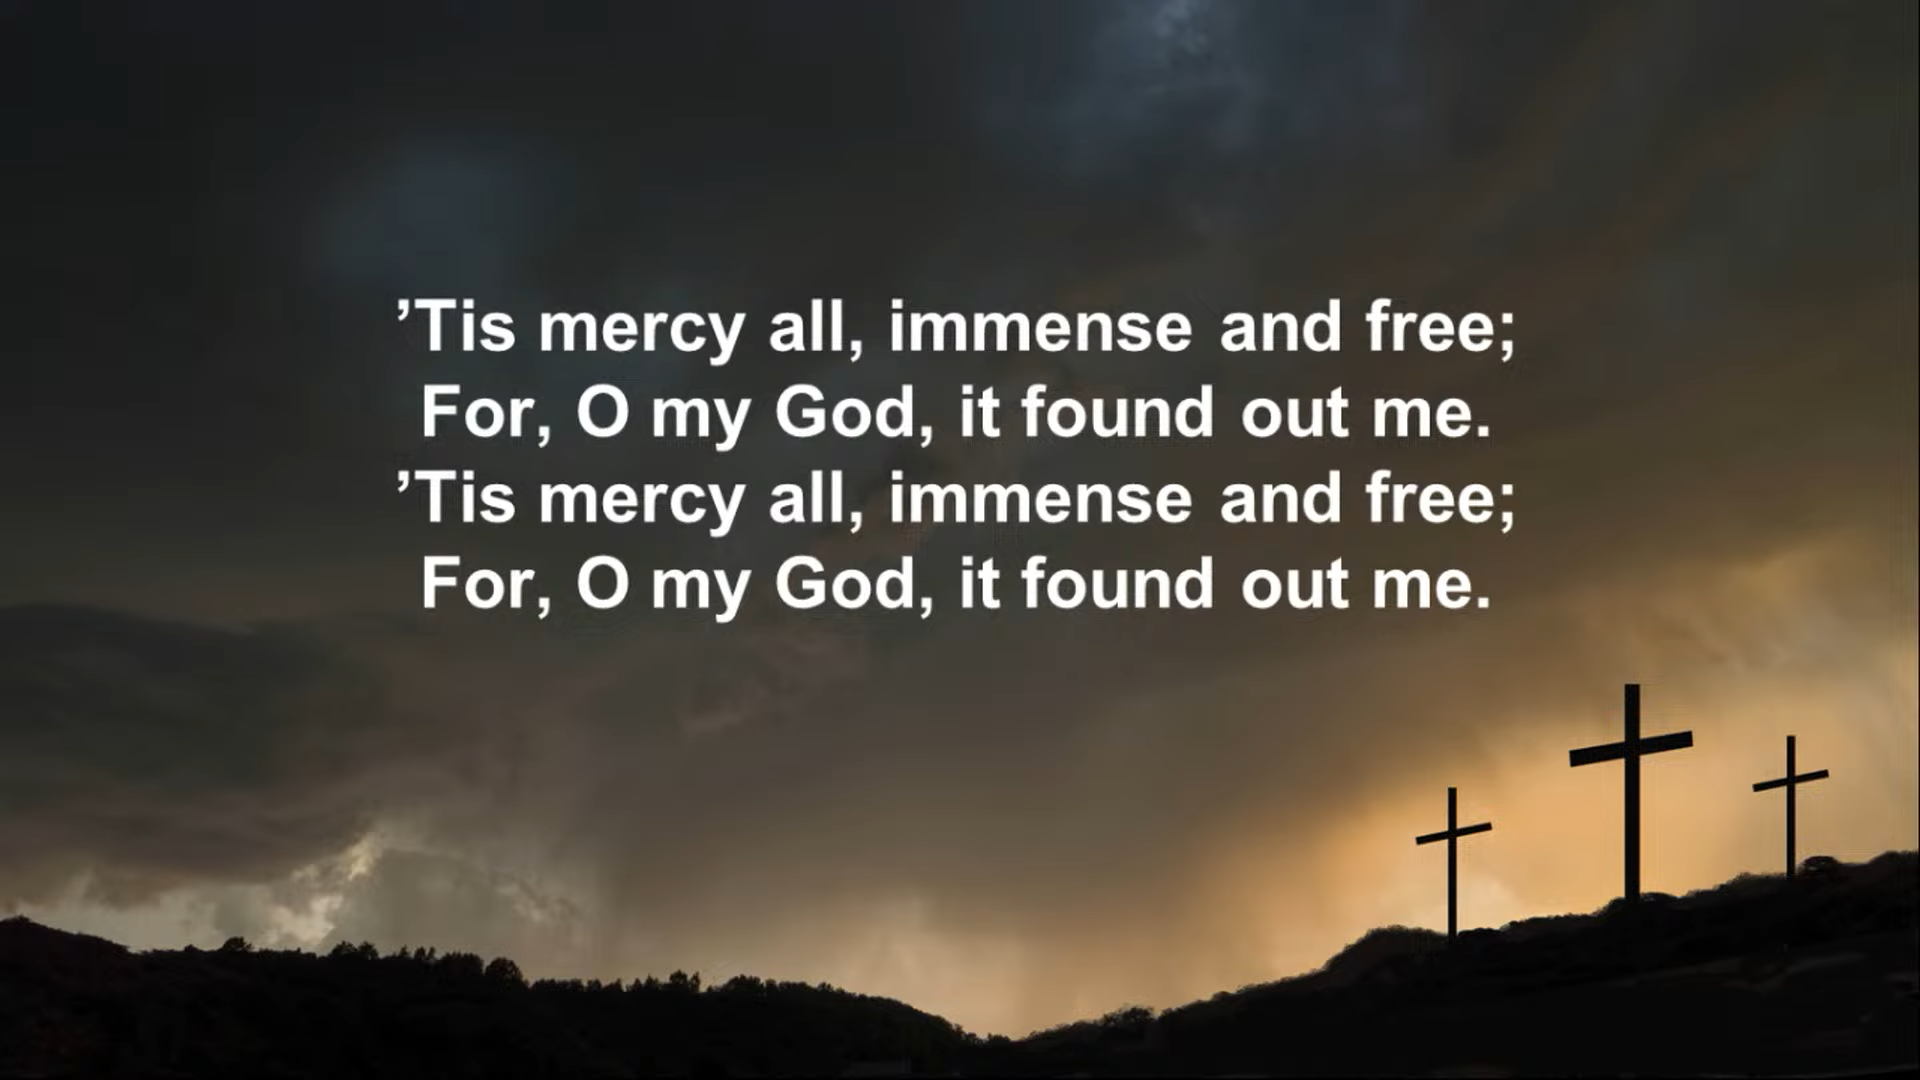 ’Tis mercy all, immense and free;
For, O my God, it found out me.
’Tis mercy all, immense and free;
For, O my God, it found out me.